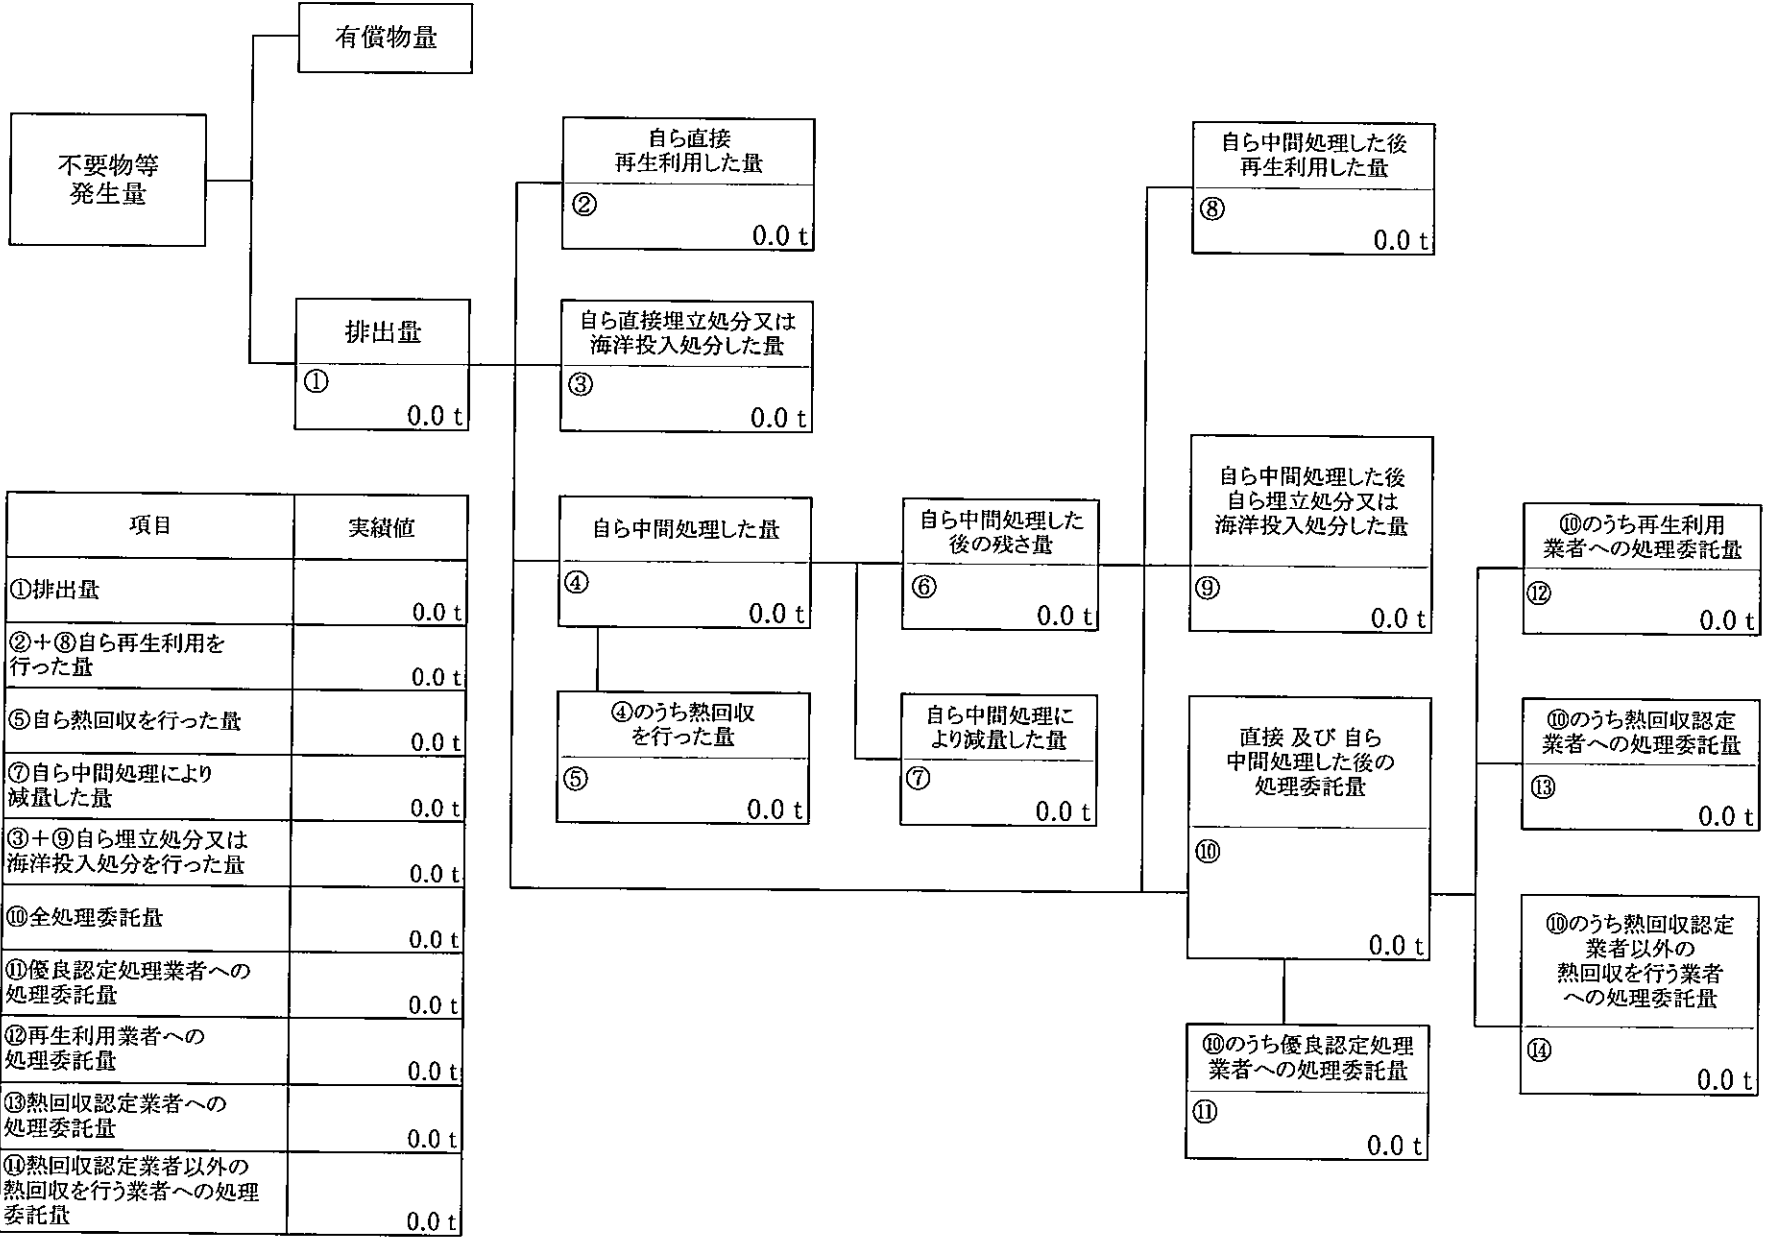 有償物量
不要物等
発生量
排出量
①
0.0 t
自ら直接
再生利用した量
②
0.0 t
自ら直接埋立処分又は
海洋投入処分した量
③
0.0 t
自ら中間処理した量
④
0.0 t
④のうち熱回収
を行った量
⑤
0.0 t
自ら中間処理した
後の残さ量
⑥
0.0 t
自ら中間処理に
より減量した量
⑦
0.0 t
自ら中間処理した後
再生利用した量
⑧
0.0 t
自ら中間処理した後
自ら埋立処分又は
海洋投入処分した量
⑨
0.0 t
直接 及び 自ら
中間処理した後の
処理委託量
⑩
0.0 t
⑩のうち優良認定処理
業者への処理委託量
⑪
0.0 t
⑩のうち再生利用
業者への処理委託量
⑫
0.0 t
⑩のうち熱回収認定
業者への処理委託量
⑬
0.0 t
⑩のうち熱回収認定
業者以外の
熱回収を行う業者
への処理委託量
⑭
0.0 t
項目 実績値
①排出量
0.0 t
②+⑧自ら再生利用を
行った量
0.0 t
⑤自ら熱回収を行った量
0.0 t
⑦自ら中間処理により
減量した量
0.0 t
③+⑨自ら埋立処分又は
海洋投入処分を行った量
0.0 t
⑩全処理委託量
0.0 t
⑪優良認定処理業者への
処理委託量
0.0 t
⑫再生利用業者への
処理委託量
0.0 t
⑬熱回収認定業者への
処理委託量
0.0 t
⑭熱回収認定業者以外の
熱回収を行う業者への処理
委託量
0.0 t